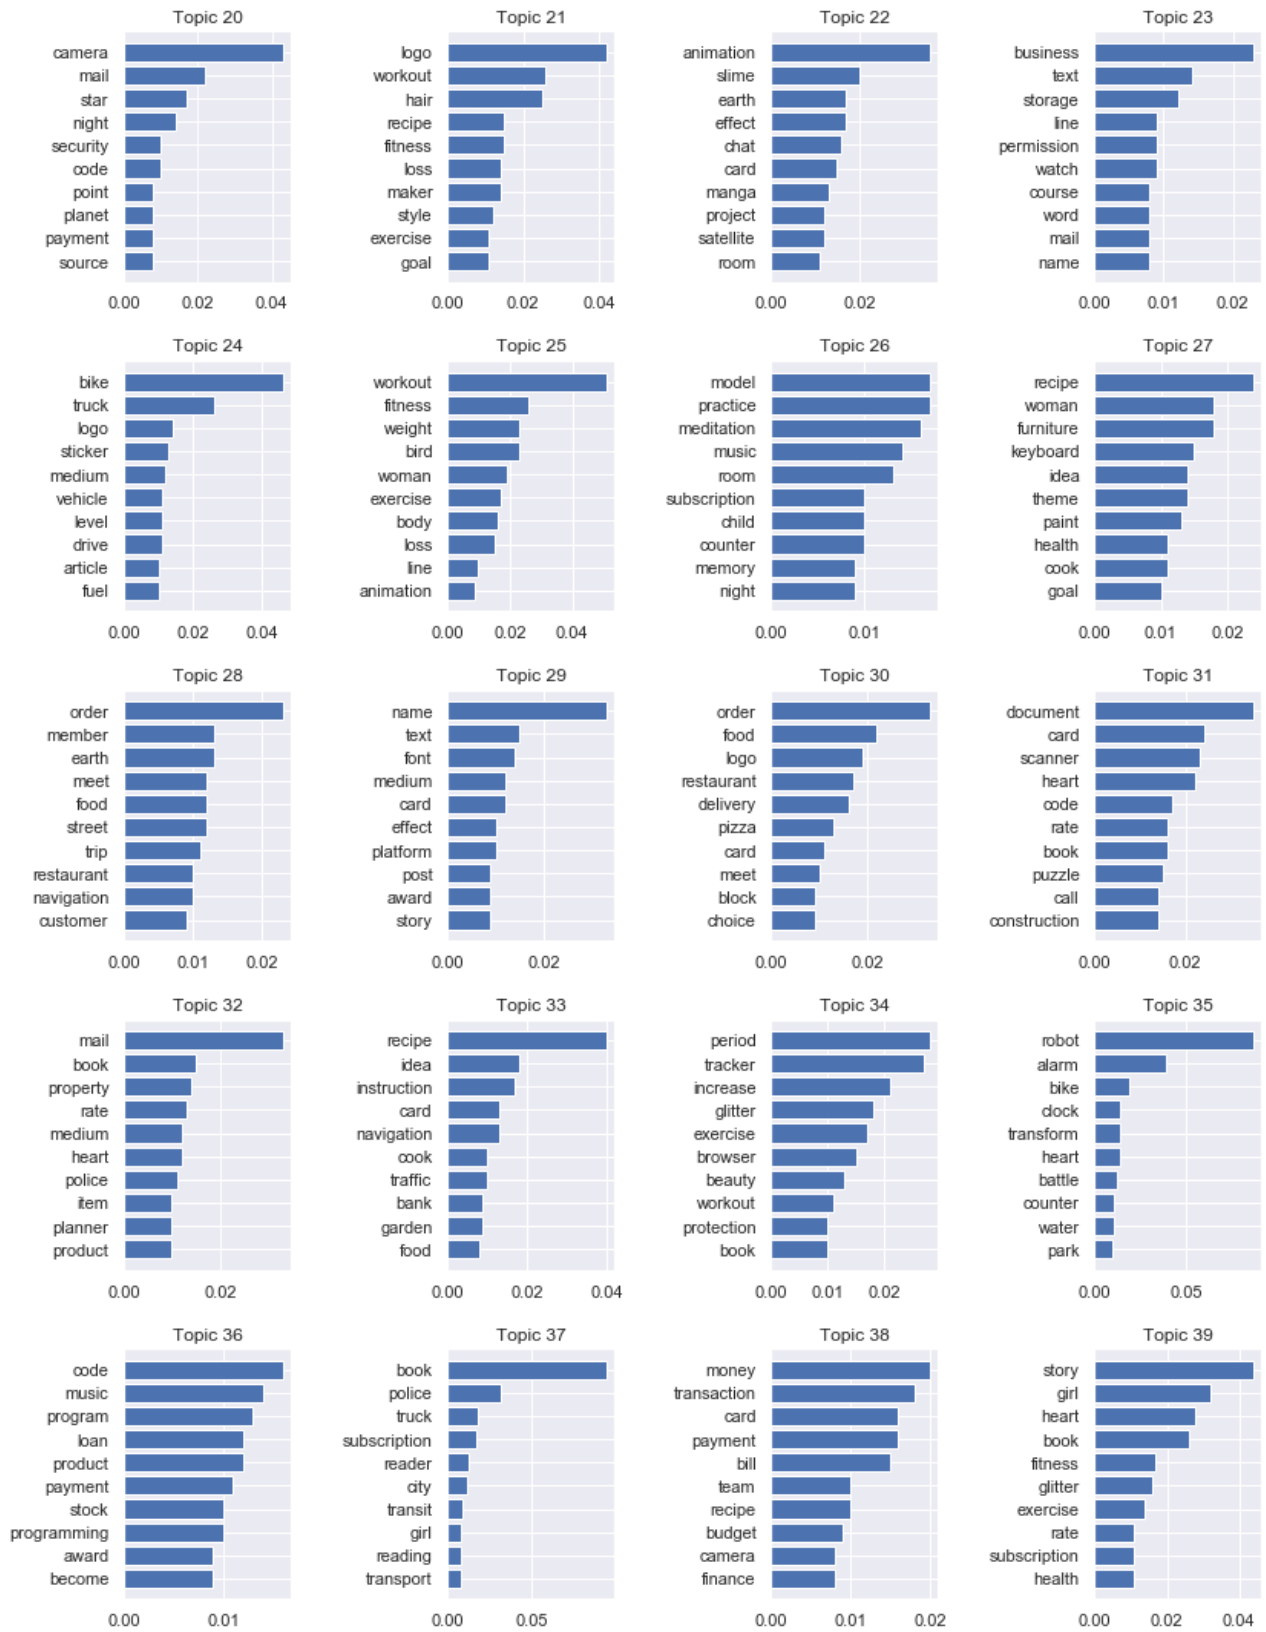 Topic 20
camera
mail
star
night
security
code
point
planet
payment
source
0.00 0.02 0.04
Topic 21
logo
workout
hair
recipe
fitness
loss
maker
style
exercise
goal
0.00 0.02 0.04
Topic 22
animation
slime
earth
effect
chat
card
manga
project
satellite
room
0.00 0.02
Topic 23
business
text
storage
line
permission
watch
course
word
mail
name
0.00 0.01 0.02
Topic 24
bike
truck
logo
sticker
medium
vehicle
level
drive
article
fuel
0.00 0.02 0.04
Topic 25
workout
fitness
weight
bird
woman
exercise
body
loss
line
animation
0.00 0.02 0.04
Topic 26
model
practice
meditation
music
room
subscription
child
counter
memory
night
0.00 0.01
Topic 27
recipe
woman
furniture
keyboard
idea
theme
paint
health
cook
goal
0.00 0.01 0.02
Topic 28
order
member
earth
meet
food
street
trip
restaurant
navigation
customer
0.00 0.01 0.02
Topic 29
name
text
font
medium
card
effect
platform
post
award
story
0.00 0.02
Topic 30
order
food
logo
restaurant
delivery
pizza
card
meet
block
choice
0.00 0.02
Topic 31
document
card
scanner
heart
code
rate
book
puzzle
call
construction
0.00 0.02
Topic 32
mail
book
property
rate
medium
heart
police
item
planner
product
0.00 0.02
Topic 33
recipe
idea
instruction
card
navigation
cook
traffic
bank
garden
food
0.00 0.02 0.04
Topic 34
period
tracker
increase
glitter
exercise
browser
beauty
workout
protection
book
0.00 0.01 0.02
Topic 35
robot
alarm
bike
clock
transform
heart
battle
counter
water
park
0.00 0.05
Topic 36
code
music
program
loan
product
payment
stock
programming
award
become
0.00 0.01
Topic 37
book
police
truck
subscription
reader
city
transit
girl
reading
transport
0.00 0.05
Topic 38
money
transaction
card
payment
bill
team
recipe
budget
camera
finance
0.00 0.01 0.02
Topic 39
story
girl
heart
book
fitness
glitter
exercise
rate
subscription
health
0.00 0.02 0.04